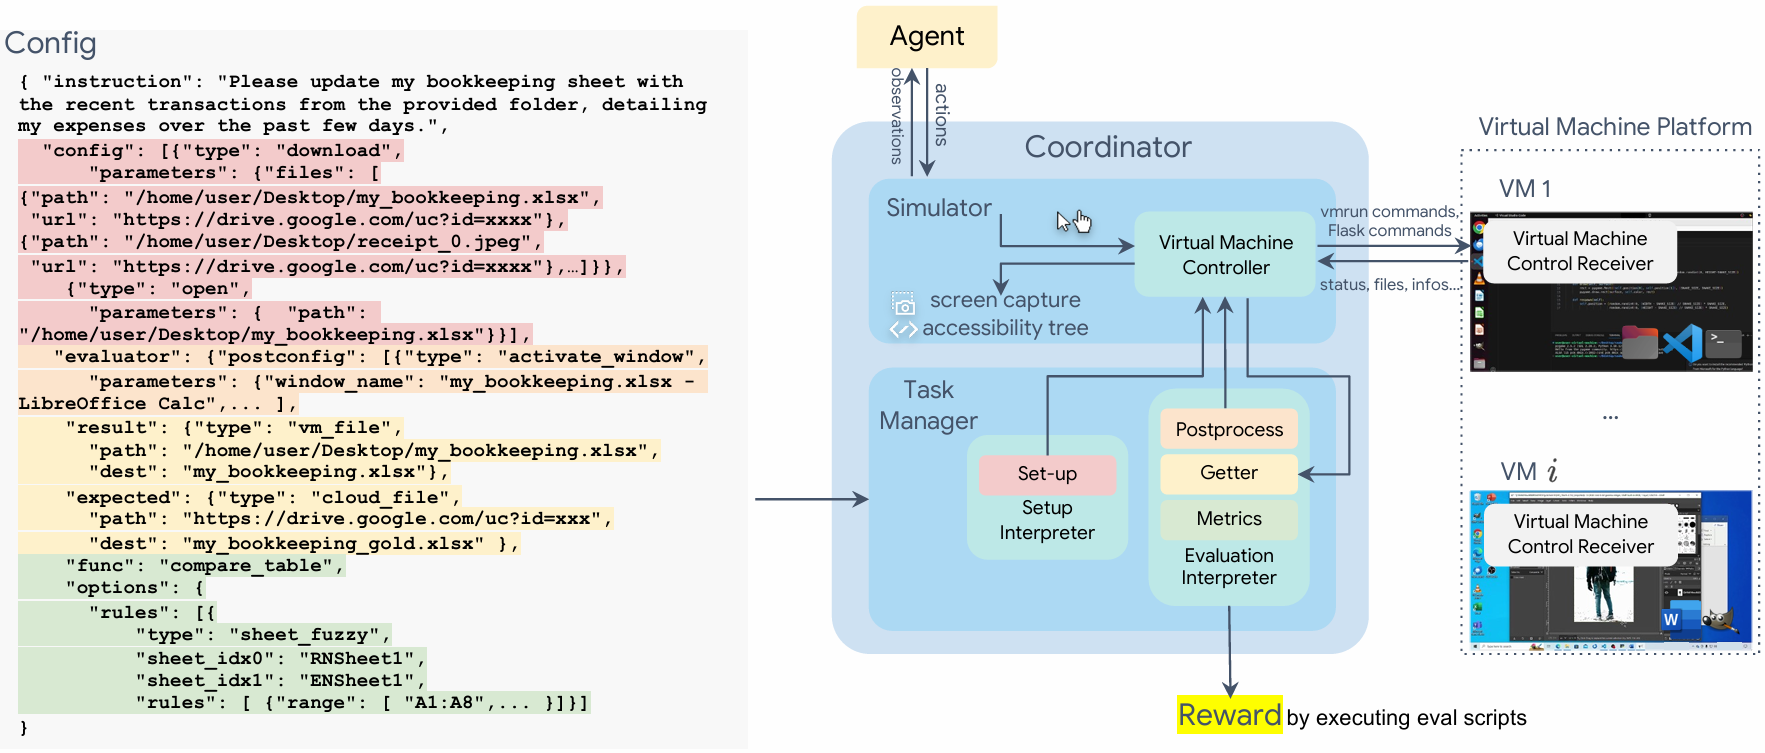 Config
{ "instruction": "Please update my bookkeeping sheet with
the recent transactions from the provided folder, detailing
my expenses over the past few days.",
"config": [{"type": "download",
"parameters": {"files": [
{"path": "/home/user/Desktop/my_bookkeeping.xlsx",
"url": "https://drive.google.com/uc?id=xxxx"},
{"path": "/home/user/Desktop/receipt_0.jpeg",
"url": "https://drive.google.com/uc?id=xxxx"},…]}},
{"type": "open",
"parameters": { "path":
"/home/user/Desktop/my_bookkeeping.xlsx"}}],
"evaluator": {"postconfig": [{"type": "activate_window",
"parameters": {"window_name": "my_bookkeeping.xlsx -
LibreOffice Calc",... ],
"result": {"type": "vm_file",
"path": "/home/user/Desktop/my_bookkeeping.xlsx",
"dest": "my_bookkeeping.xlsx"},
"expected": {"type": "cloud_file",
"path": "https://drive.google.com/uc?id=xxx",
"dest": "my_bookkeeping_gold.xlsx" },
"func": "compare_table",
"options": {
"rules": [{
"type": "sheet_fuzzy",
"sheet_idx0": "RNSheet1",
"sheet_idx1": "ENSheet1",
"rules": [ {"range": [ "A1:A8",... }]}]
}
Agent
observations
actions
Coordinator
Simulator
Virtual Machine
Controller
screen capture
accessibility tree
Task
Manager
Set-up
Setup
Interpreter
Postprocess
Getter
Metrics
Evaluation
Interpreter
Reward by executing eval scripts
vmrun commands,
Flask commands
status, files, infos...
Virtual Machine Platform
VM 1
Virtual Machine
Control Receiver
...
VM i
Virtual Machine
Control Receiver
W